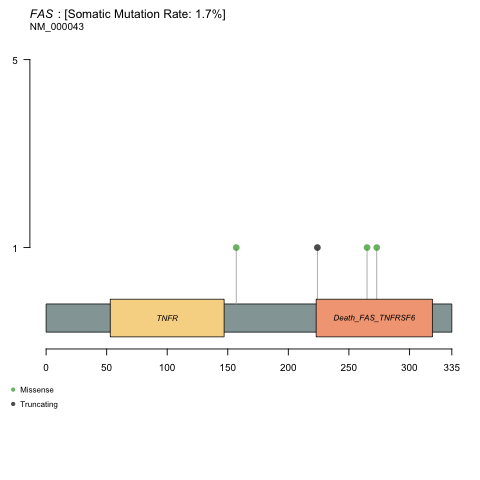 FAS : [Somatic Mutation Rate: 1.7%]
NM_000043
5
1
TNFR
Death_FAS_TNFRSF6
0 50 100 150 200 250 300 335
Missense
Truncating